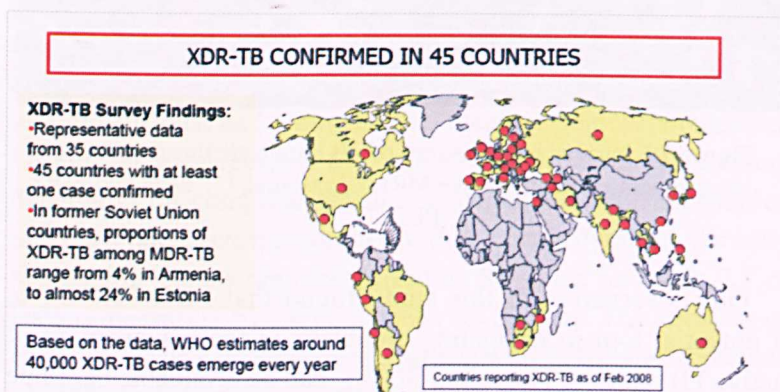 XDR-TB CONFIRMED IN 45 COUNTRIES
XDR-TB Survey Findings:
•Representative data
from 35 countries
•45 countries with at least
one case confirmed
•In former Soviet Union
countries, proportions of
XDR-TB among MDR-TB
range from 4% in Armenia,
to almost 24% in Estonia
Based on the data, WHO estimates around
40,000 XDR-TB cases emerge every year
Countries reporting XDR-TB as of Feb 2008